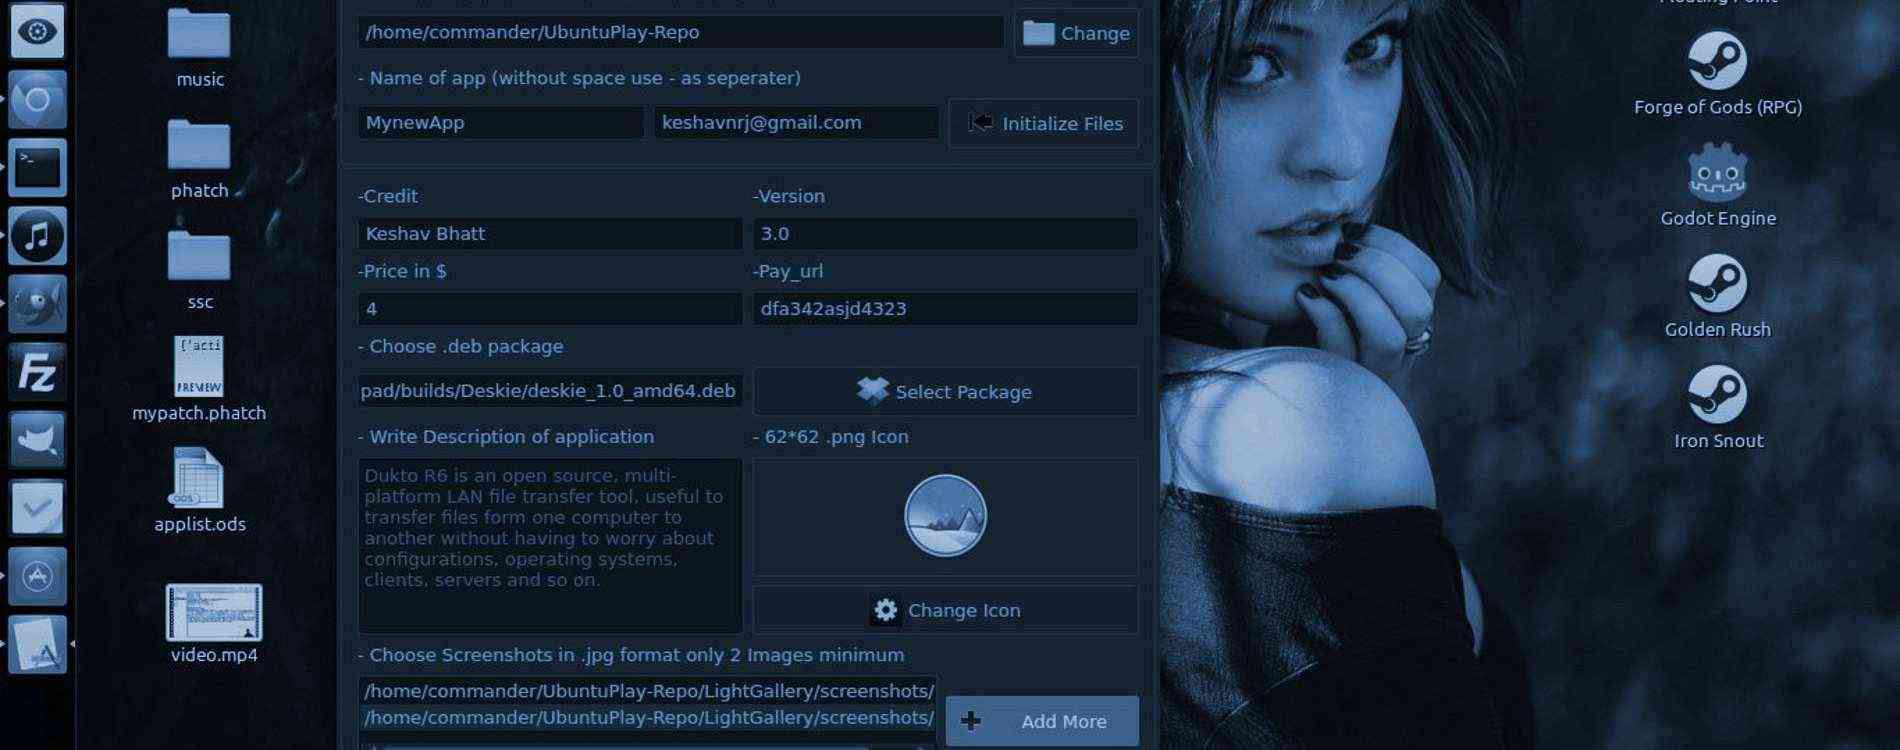 music
phatch
ssc
{'acti
PREVIEW
mypatch.phatch
ODS
applist.ods
video.mp4
/home/commander/UbuntuPlay-Repo
Change
- Name of app (without space use - as seperater)
MynewApp
keshavnrj@gmail.com
Initialize Files
-Credit
-Version
Keshav Bhatt
3.0
-Price in $
-Pay_url
4
dfa342asjd4323
- Choose .deb package
pad/builds/Deskie/deskie_1.0_amd64.deb
Select Package
- Write Description of application
- 62*62 .png Icon
Dukto R6 is an open source, multi-
platform LAN file transfer tool, useful to
transfer files form one computer to
another without having to worry about
configurations, operating systems,
clients, servers and so on.
Change Icon
- Choose Screenshots in .jpg format only 2 Images minimum
/home/commander/UbuntuPlay-Repo/LightGallery/screenshots/
/home/commander/UbuntuPlay-Repo/LightGallery/screenshots/
Add More
Floating Point
Forge of Gods (RPG)
Godot Engine
Golden Rush
Iron Snout
>_
Fz